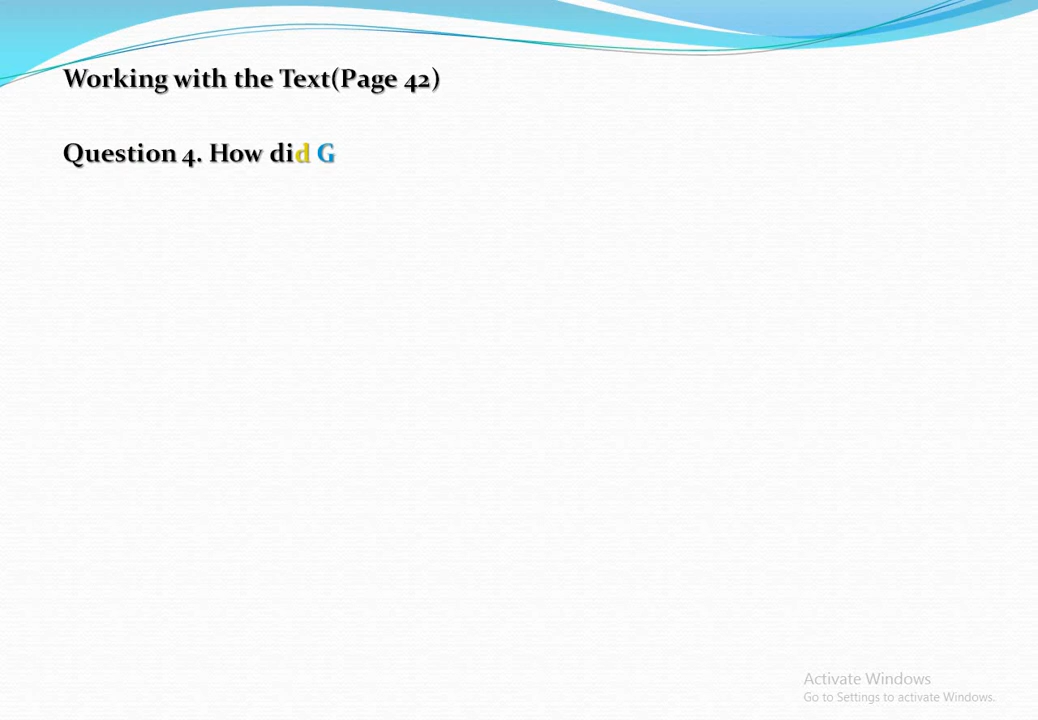 Working with the Text(Page 42)
Question 4. How did G
Activate Windows
Go to Settings to activate Windows.